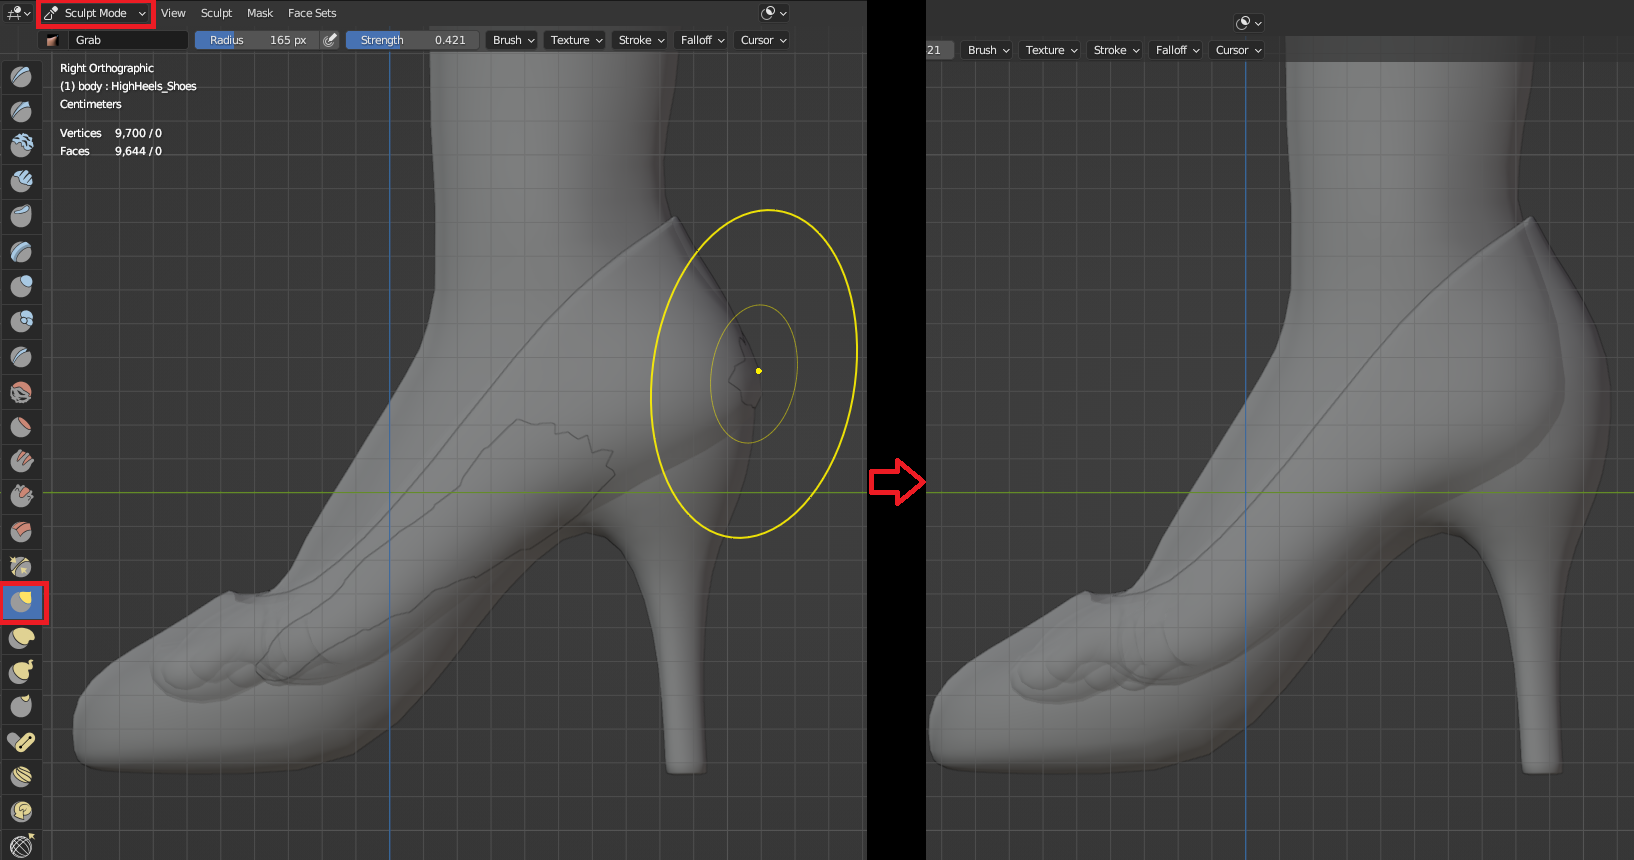 Sculpt Mode View Sculpt Mask Face Sets
Grab Radius 165 px Strength 0.421 Brush Texture Stroke Falloff Cursor
21 Brush Texture Stroke Falloff Cursor
Right Orthographic
(1) body : HighHeels_Shoes
Centimeters
Vertices 9,700 / 0
Faces 9,644 / 0